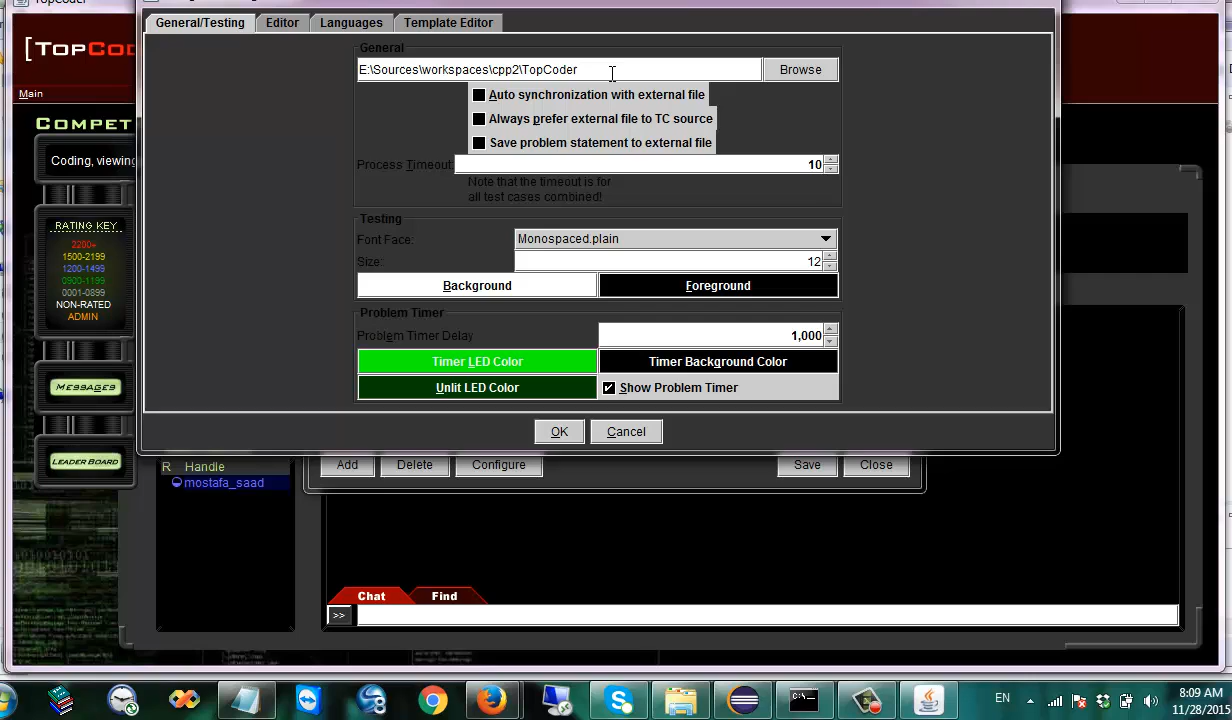 TopCoder
General/Testing Editor Languages Template Editor
[TOPCOD
General
E:\Sources\workspaces\cpp2\TopCoder Browse
Main
Auto synchronization with external file
Always prefer external file to TC source
COMPET
Save problem statement to external file
Coding, viewing
Process Timeout: 10
Note that the timeout is for
all test cases combined!
RATING KEY
2200+
1500-2199
1200-1499
0900-1199
0001-0899
NON-RATED
ADMIN
Testing
Font Face: Monospaced.plain
Size: 12
Background Foreground
Problem Timer
Problem Timer Delay 1,000
Timer LED Color Timer Background Color
Unlit LED Color Show Problem Timer
MESSAGES
OK Cancel
LEADER BOARD
R Handle
Add Delete Configure Save Close
mostafa_saad
Chat Find
>>
EN
8:09 AM
11/28/2015